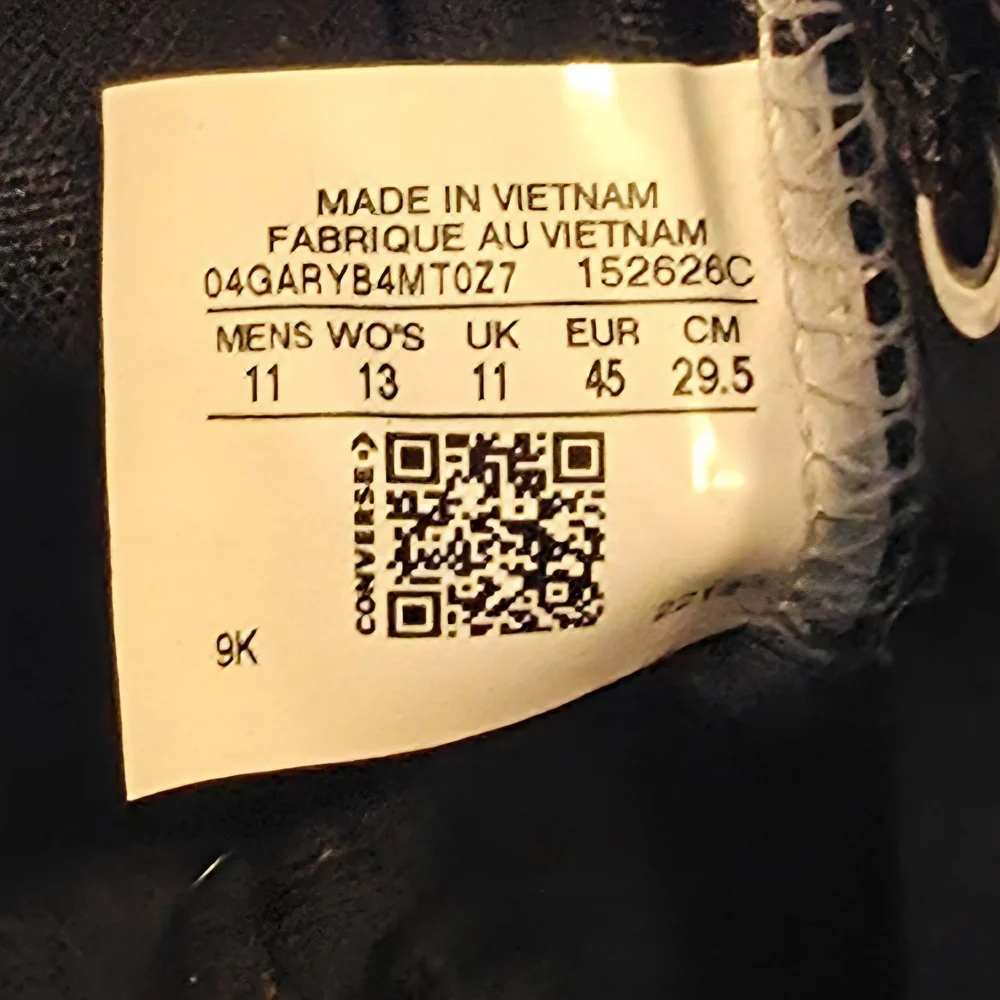 MADE IN VIETNAM
FABRIQUE AU VIETNAM
04GARYB4MT0Z7 152626C
MENS WO'S UK EUR CM
11 13 11 45 29.5
CONVERSE
9K